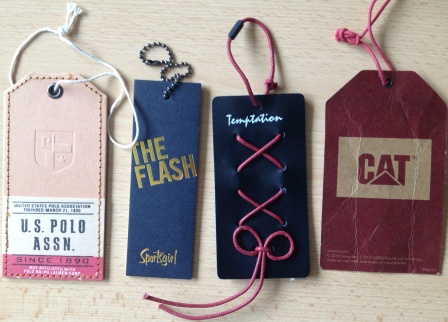 UNITED STATES POLO ASSOCIATION
FOUNDED MARCH 21, 1890
U.S. POLO
ASSN.
SINCE 1890
NOT AFFILIATED WITH
POLO RALPH LAUREN CORP.
THE
FLASH
Sportsgirl
Temptation
CAT